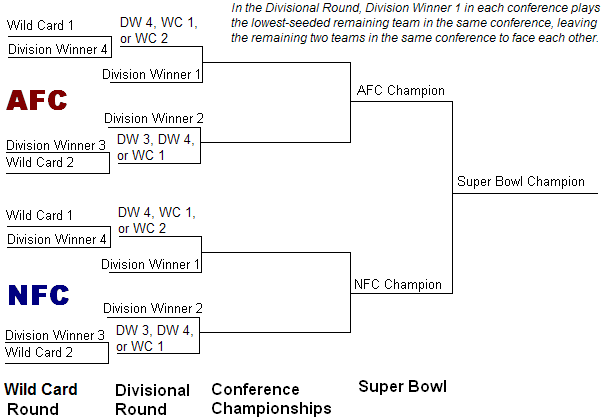 In the Divisional Round, Division Winner 1 in each conference plays
the lowest-seeded remaining team in the same conference, leaving
the remaining two teams in the same conference to face each other.
Wild Card 1
Division Winner 4
DW 4, WC 1,
or WC 2
Division Winner 1
AFC
AFC Champion
Division Winner 2
Division Winner 3
Wild Card 2
DW 3, DW 4,
or WC 1
Super Bowl Champion
Wild Card 1
Division Winner 4
DW 4, WC 1,
or WC 2
Division Winner 1
NFC
NFC Champion
Division Winner 2
Division Winner 3
Wild Card 2
DW 3, DW 4,
or WC 1
Wild Card
Round
Divisional
Round
Conference
Championships
Super Bowl